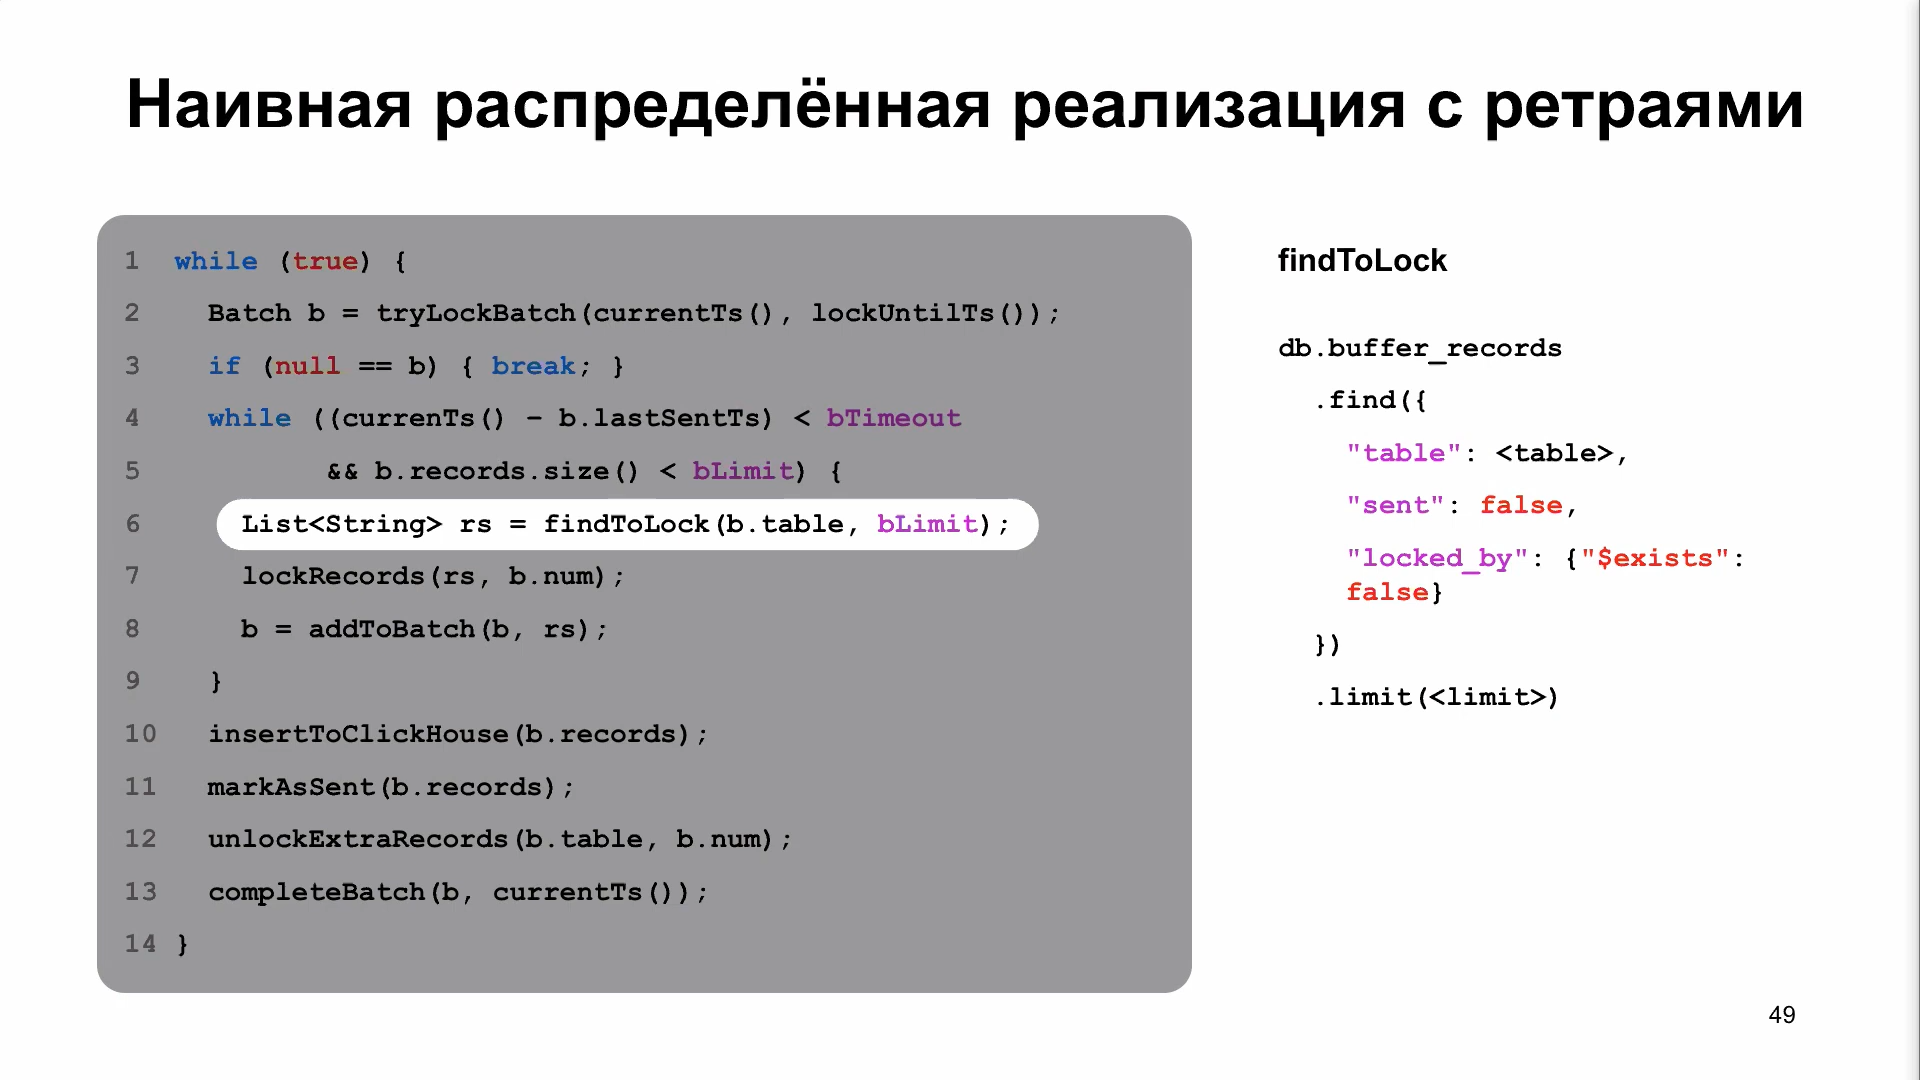 Наивная распределённая реализация с ретраями
1 while (true) {
2 Batch b = tryLockBatch(currentTs(), lockUntilTs());
3 if (null == b) { break; }
4 while ((currenTs() – b.lastSentTs) < bTimeout
5 && b.records.size() < bLimit) {
6 List<String> rs = findToLock(b.table, bLimit);
7 lockRecords(rs, b.num);
8 b = addToBatch(b, rs);
9 }
10 insertToClickHouse(b.records);
11 markAsSent(b.records);
12 unlockExtraRecords(b.table, b.num);
13 completeBatch(b, currentTs());
14 }
findToLock
db.buffer_records
.find({
"table": <table>,
"sent": false,
"locked_by": {"$exists":
false}
})
.limit(<limit>)
49